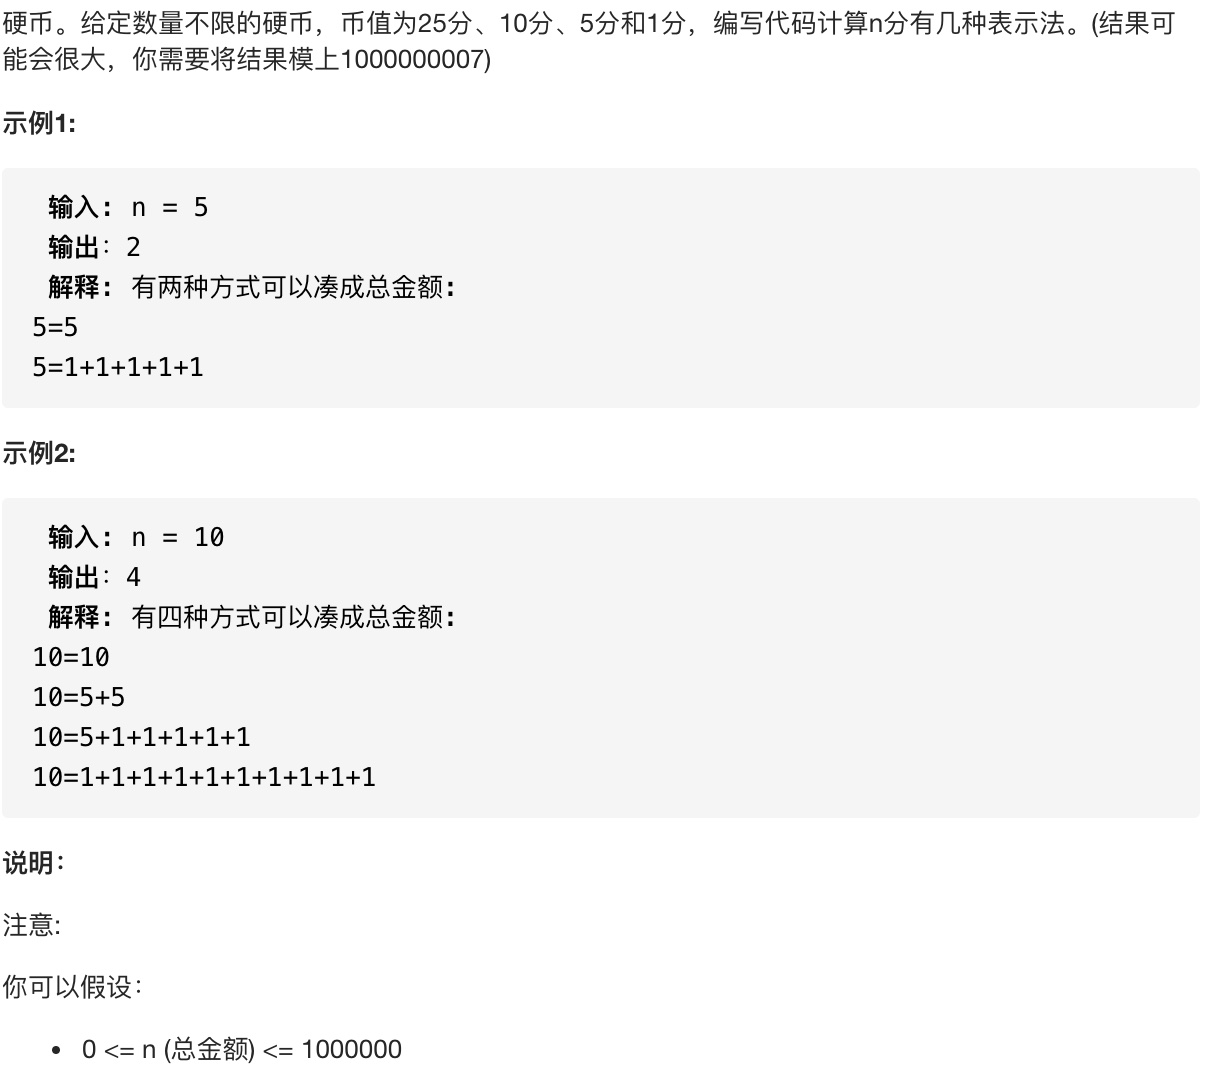 硬币。给定数量不限的硬币，币值为25分、10分、5分和1分，编写代码计算n分有几种表示法。(结果可
能会很大，你需要将结果模上1000000007)
示例1:
输入: n = 5
输出：2
解释: 有两种方式可以凑成总金额:
5=5
5=1+1+1+1+1
示例2:
输入: n = 10
输出：4
解释: 有四种方式可以凑成总金额:
10=10
10=5+5
10=5+1+1+1+1+1
10=1+1+1+1+1+1+1+1+1+1
说明：
注意:
你可以假设：
• 0 <= n (总金额) <= 1000000